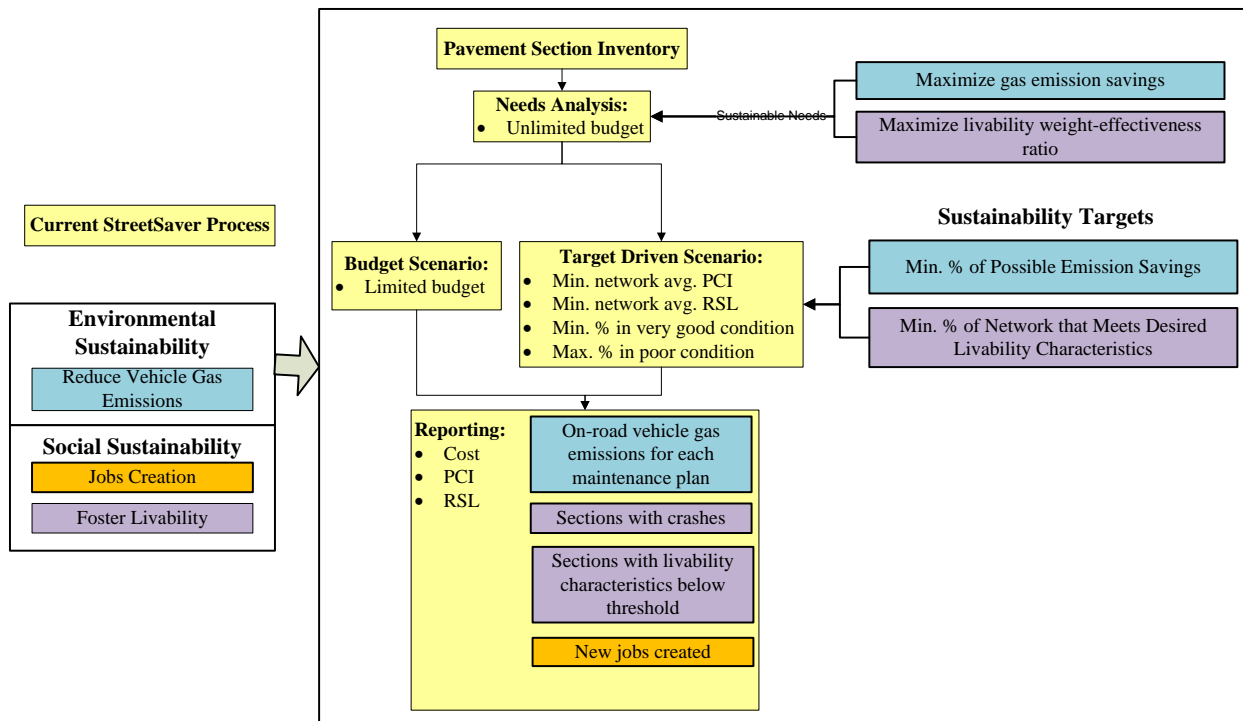 Current StreetSaver Process
Environmental
Sustainability
Reduce Vehicle Gas
Emissions
Social Sustainability
Jobs Creation
Foster Livability
Pavement Section Inventory
Needs Analysis:
• Unlimited budget
Sustainable Needs
Maximize gas emission savings
Maximize livability weight-effectiveness
ratio
Budget Scenario:
• Limited budget
Target Driven Scenario:
• Min. network avg. PCI
• Min. network avg. RSL
• Min. % in very good condition
• Max. % in poor condition
Sustainability Targets
Min. % of Possible Emission Savings
Min. % of Network that Meets Desired
Livability Characteristics
Reporting:
• Cost
• PCI
• RSL
On-road vehicle gas
emissions for each
maintenance plan
Sections with crashes
Sections with livability
characteristics below
threshold
New jobs created